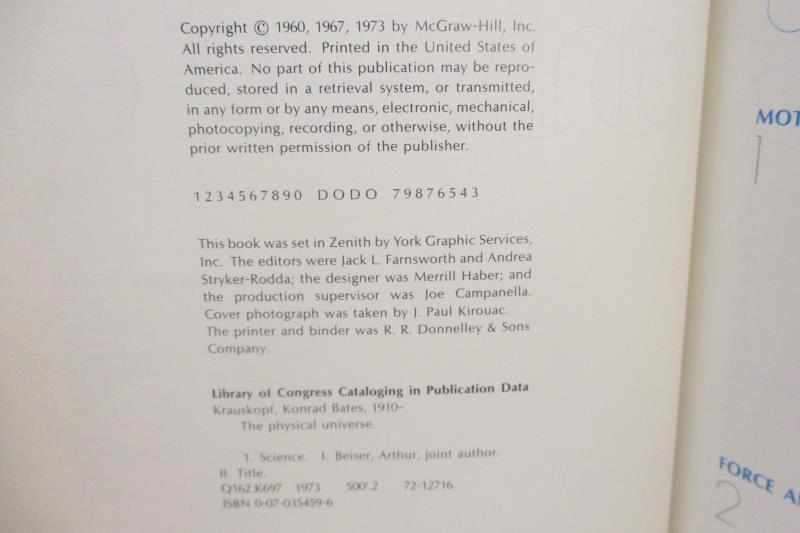 Copyright © 1960, 1967, 1973 by McGraw-Hill, Inc.
All rights reserved. Printed in the United States of
America. No part of this publication may be repro-
duced, stored in a retrieval system, or transmitted,
in any form or by any means, electronic, mechanical,
photocopying, recording, or otherwise, without the
prior written permission of the publisher.
1234567890 DODO 79876543
This book was set in Zenith by York Graphic Services,
Inc. The editors were Jack L. Farnsworth and Andrea
Stryker-Rodda; the designer was Merrill Haber; and
the production supervisor was Joe Campanella.
Cover photograph was taken by J. Paul Kirouac.
The printer and binder was R. R. Donnelley & Sons
Company.
Library of Congress Cataloging in Publication Data
Krauskopf, Konrad Bates, 1910–
The physical universe.
1. Science. I. Beiser, Arthur, joint author.
II. Title.
Q162.K697 1973 500'.2 72-12716
ISBN 0-07-035459-6
MOT
1
FORCE A
2